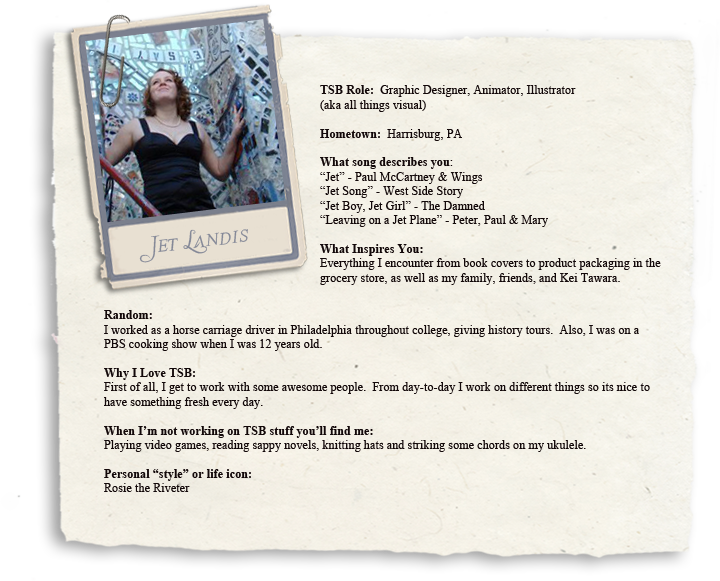 JET LANDIS
TSB Role:  Graphic Designer, Animator, Illustrator
(aka all things visual)
Hometown:  Harrisburg, PA
What song describes you:
“Jet” - Paul McCartney & Wings
“Jet Song” - West Side Story
“Jet Boy, Jet Girl” - The Damned
“Leaving on a Jet Plane” - Peter, Paul & Mary
What Inspires You:
Everything I encounter from book covers to product packaging in the
grocery store, as well as my family, friends, and Kei Tawara.
Random:
I worked as a horse carriage driver in Philadelphia throughout college, giving history tours.  Also, I was on a
PBS cooking show when I was 12 years old.
Why I Love TSB:
First of all, I get to work with some awesome people.  From day-to-day I work on different things so its nice to
have something fresh every day.
When I’m not working on TSB stuff you’ll find me:
Playing video games, reading sappy novels, knitting hats and striking some chords on my ukulele.
Personal “style” or life icon:
Rosie the Riveter